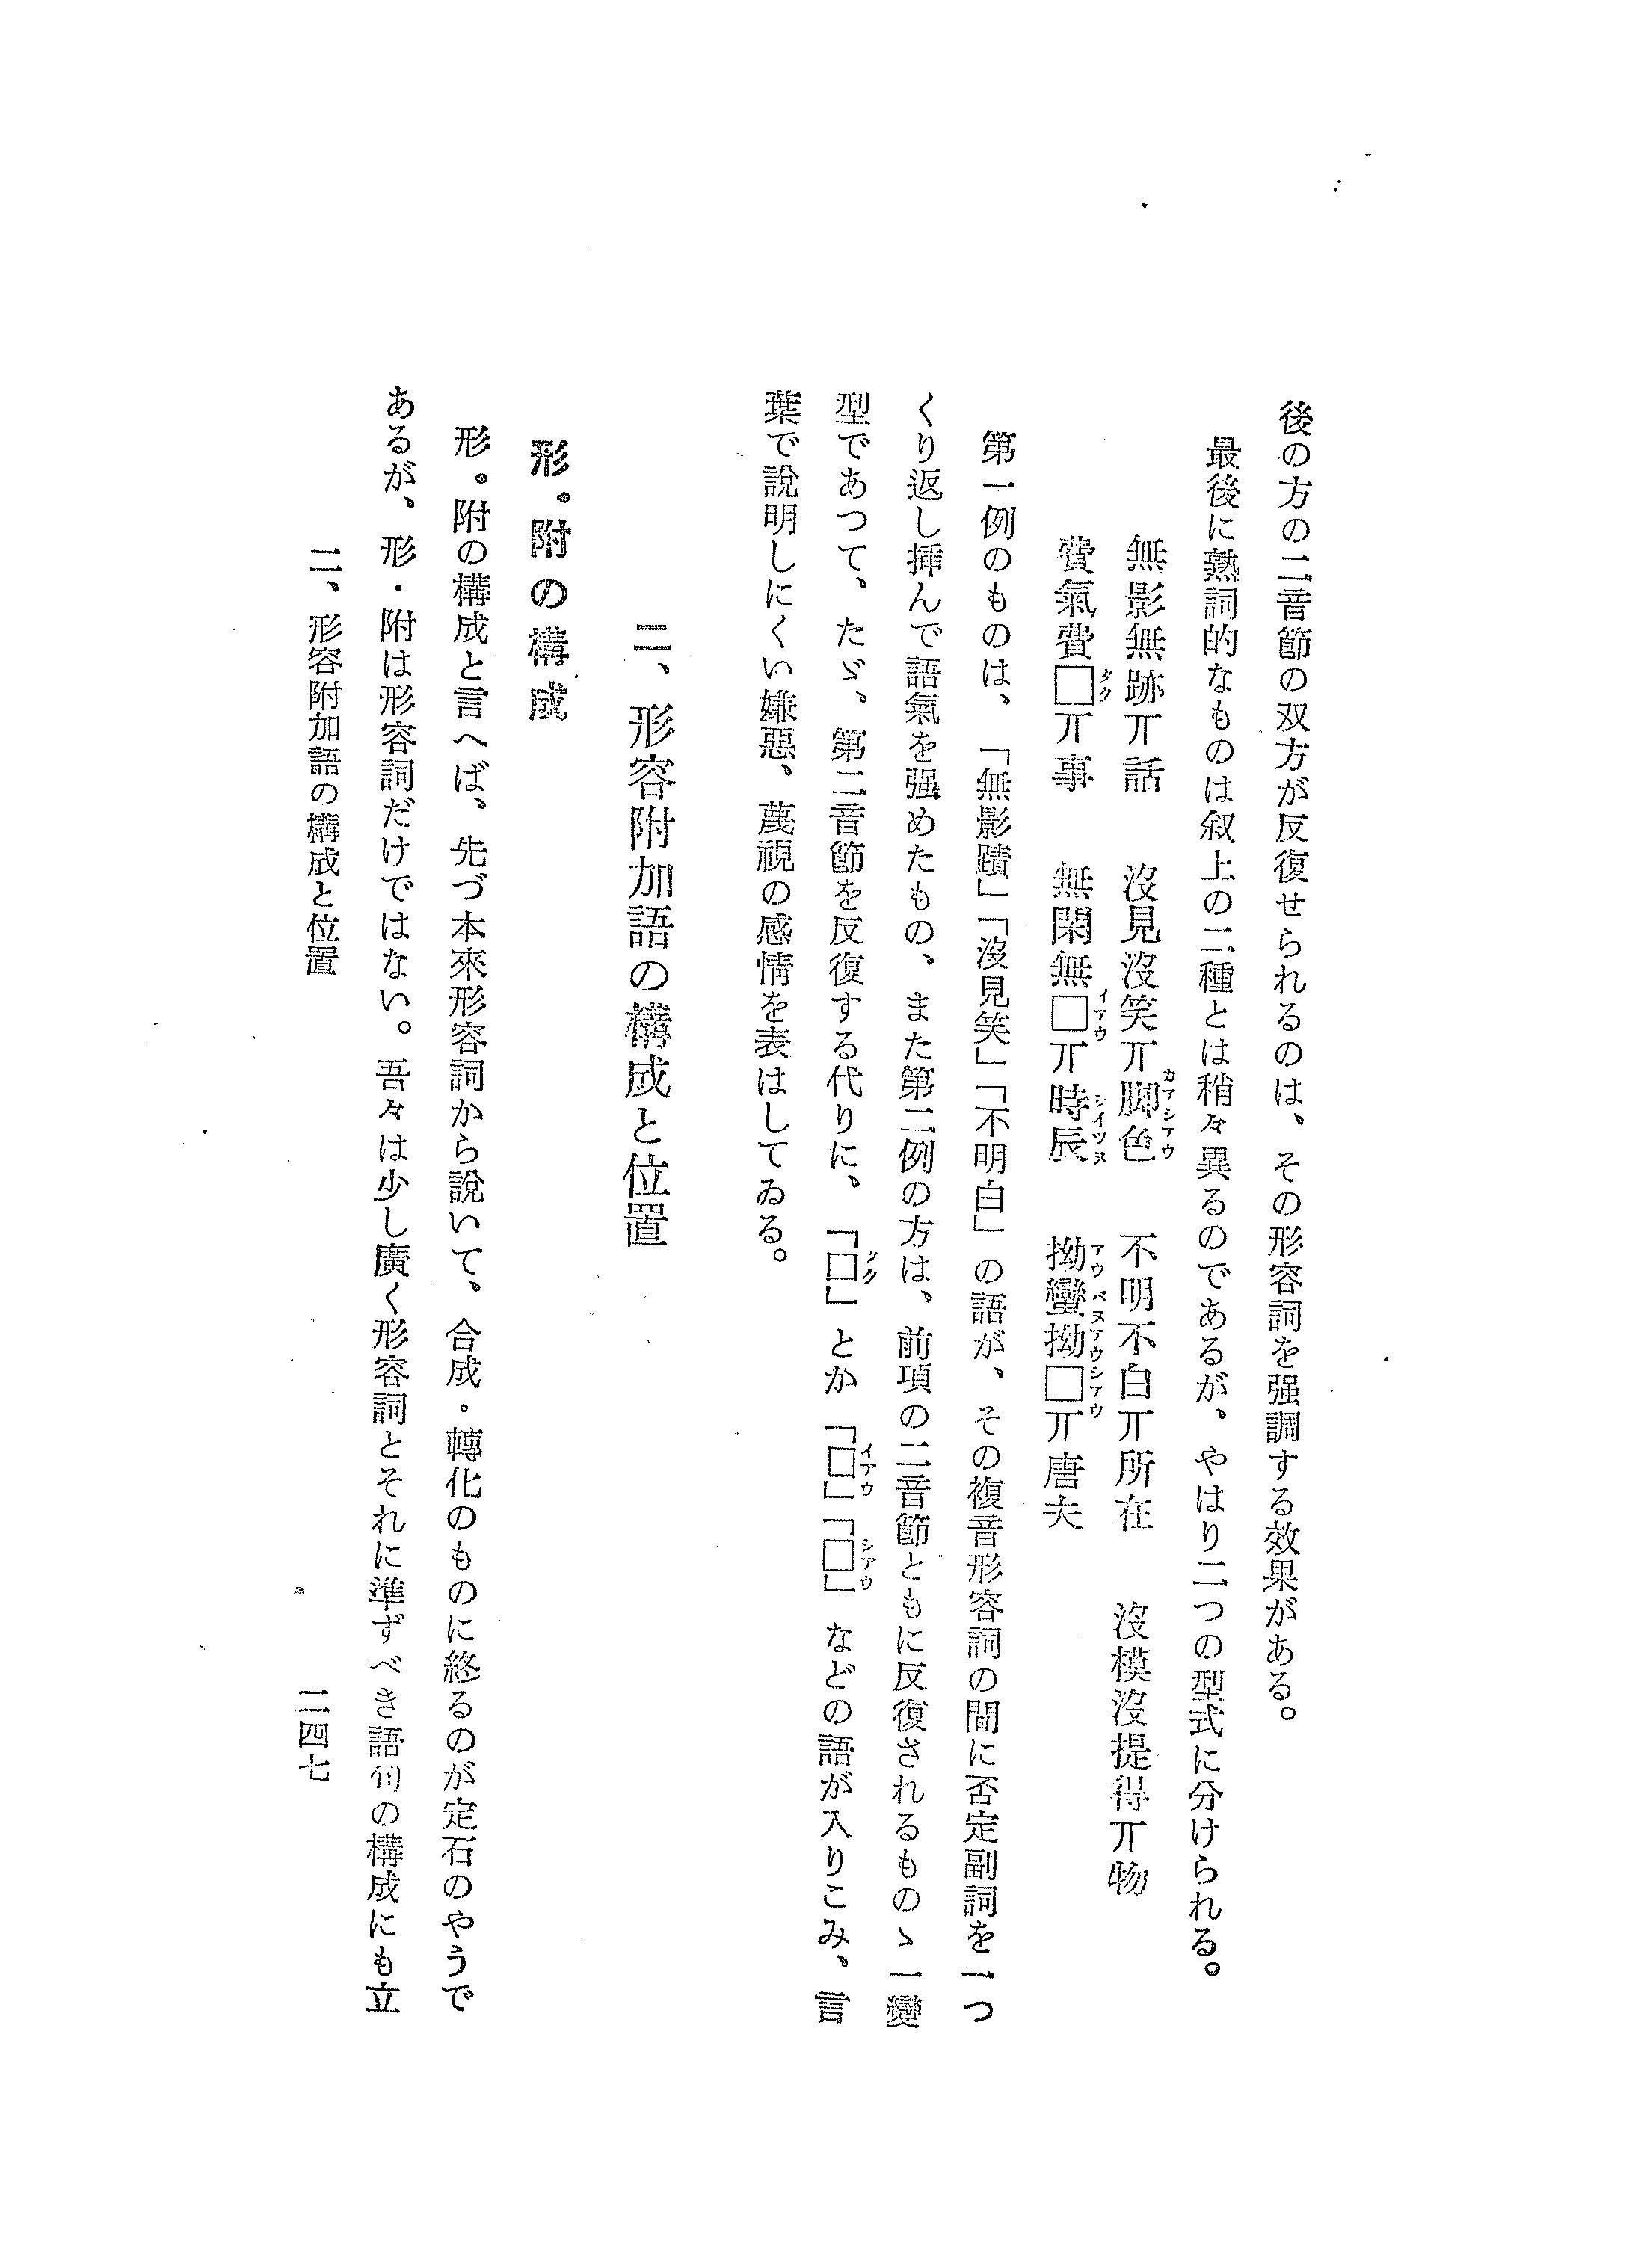 後の方の二音節の双方が反復せられるのは、その形容詞を强調する效果がある。
最後に熟詞的なものは叙上の二種とは稍々異るのであるが、やはり二つの型式に分けられる。
無影無跡丌話　沒見沒笑丌脚色　不明不白丌所在　沒模沒提得丌物
費氣費□丌事　無閑無□丌時辰　拗蠻拗□丌唐夫
第一例のものは、「無影蹟」「沒見笑」「不明白」の語が、その複音形容詞の間に否定副詞を一つ
くり返し挿んで語氣を强めたもの、また第二例の方は、前項の二音節ともに反復されるものゝ一變
型であつて、たゞ、第二音節を反復する代りに、「□」とか「□」「□」などの語が入りこみ、言
葉で說明しにくい嫌惡、蔑視の感情を表はしてゐる。
二、形容附加語の構成と位置
形。附の構成
形。附の構成と言へば、先づ本來形容詞から說いて、合成・轉化のものに終るのが定石のやうで
あるが、形・附は形容詞だけではない。吾々は少し廣く形容詞とそれに準ずべき語句の構成にも立
二、形容附加語の構成と位置
二四七